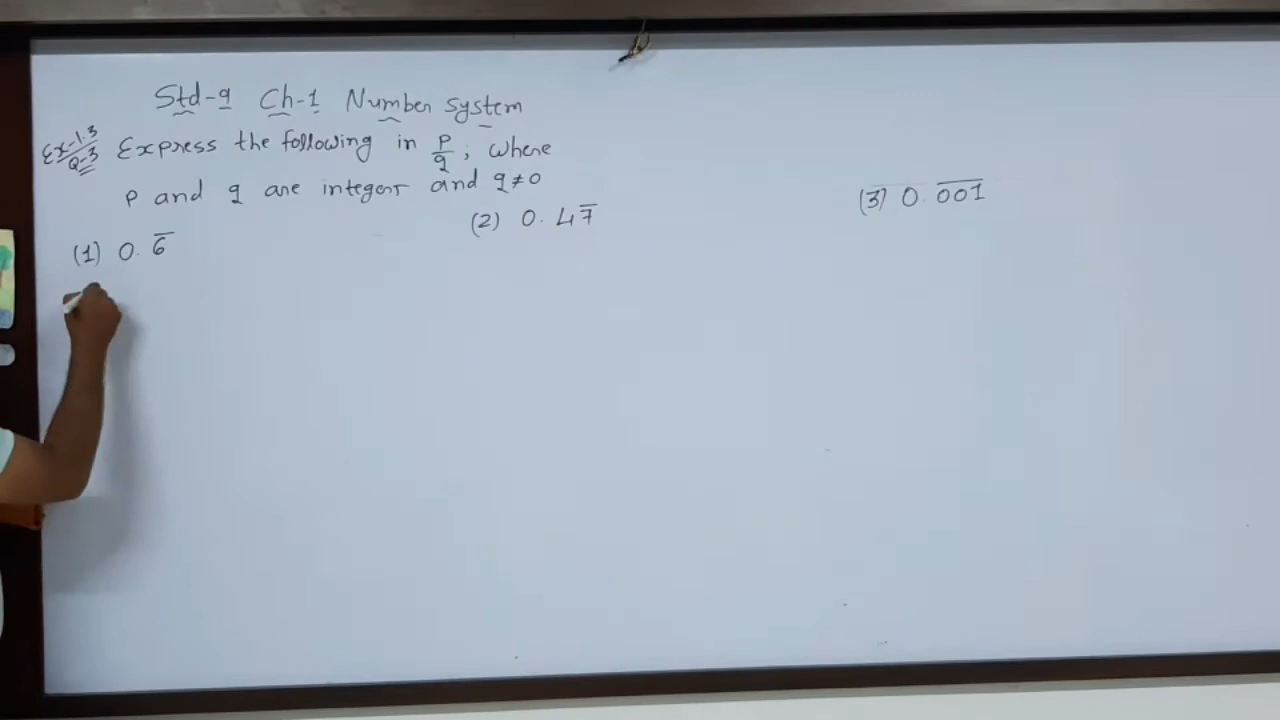 Std-9 Ch-1 Number system
Ex-1.3
Q-3
Express the following in p/q, where
p and q are integers and q≠0
(1) 0.6̅
(2) 0.47̅
(3) 0.0̅0̅1̅